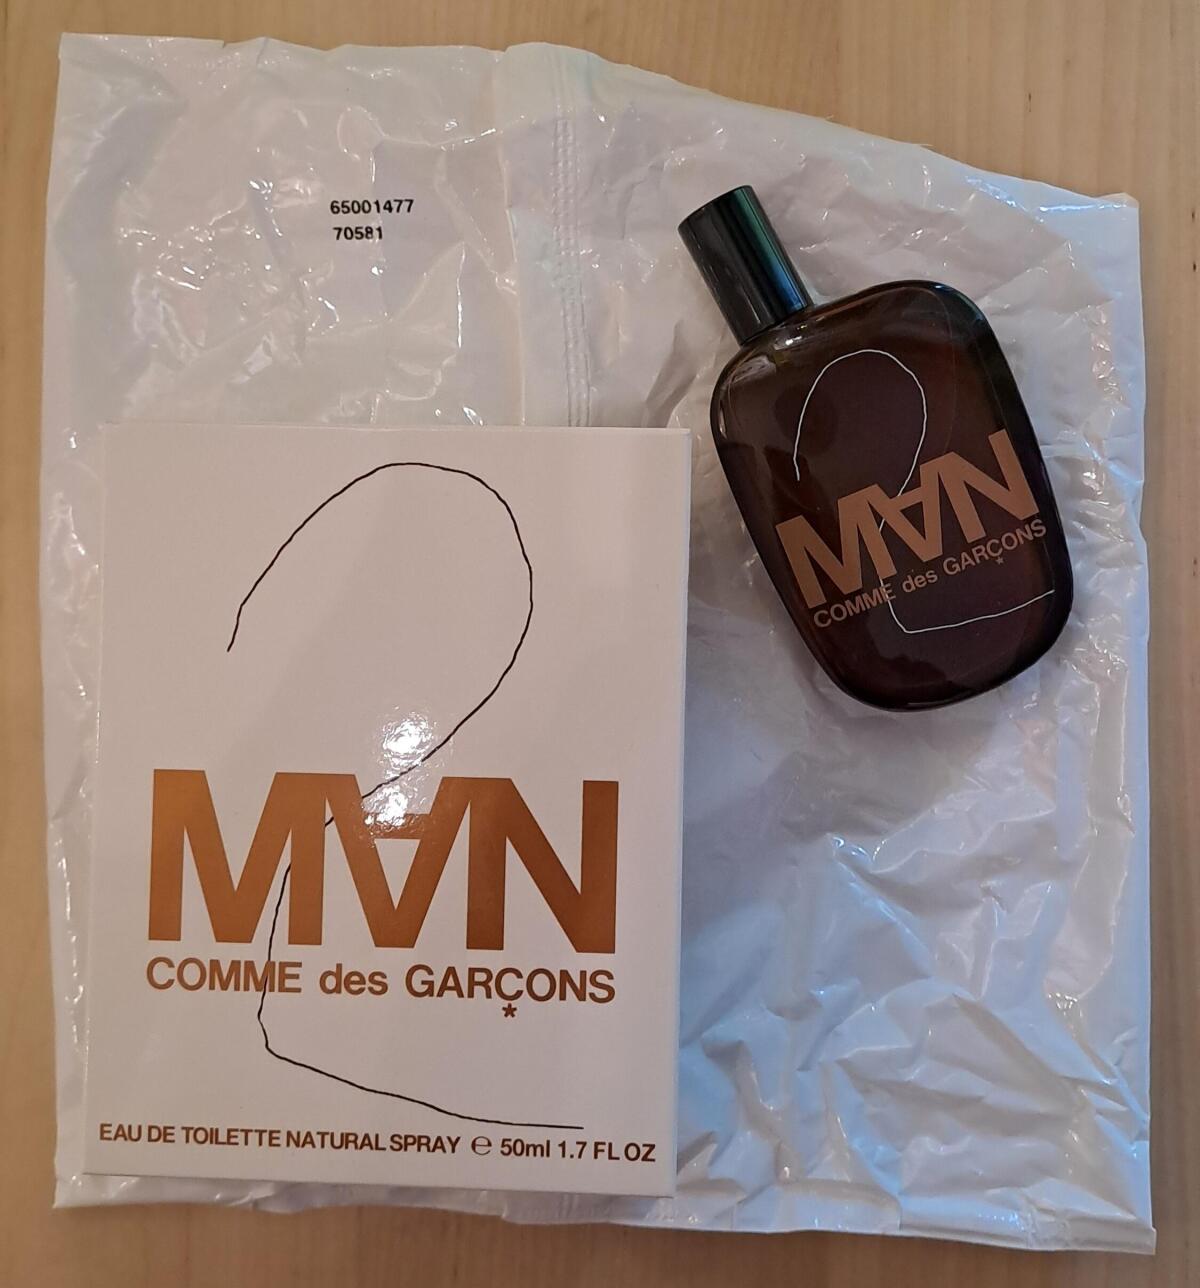 65001477
70581
2
MAN
COMME des GARÇONS
*
2
MAN
COMME des GARÇONS
*
EAU DE TOILETTE NATURAL SPRAY ℮ 50ml 1.7 FL OZ